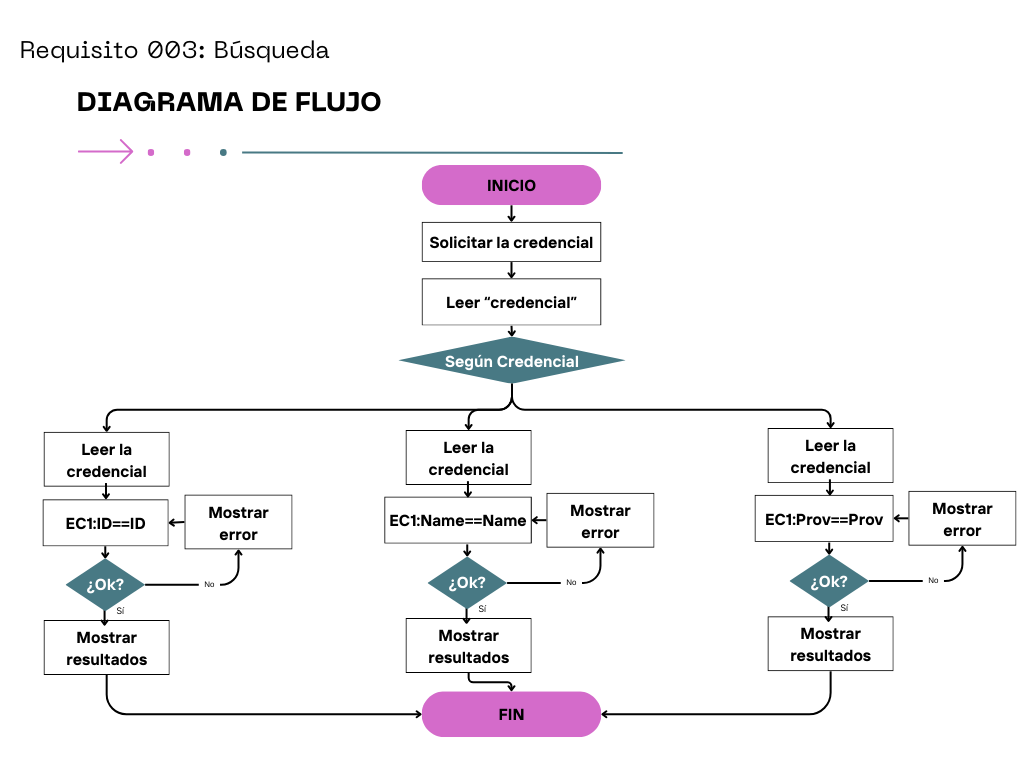 Requisito 003: Búsqueda
DIAGRAMA DE FLUJO
INICIO
Solicitar la credencial
Leer “credencial”
Según Credencial
Leer la
credencial
EC1:ID==ID
Mostrar
error
¿Ok?
No
Sí
Mostrar
resultados
Leer la
credencial
EC1:Name==Name
Mostrar
error
¿Ok?
No
Sí
Mostrar
resultados
Leer la
credencial
EC1:Prov==Prov
Mostrar
error
¿Ok?
No
Sí
Mostrar
resultados
FIN